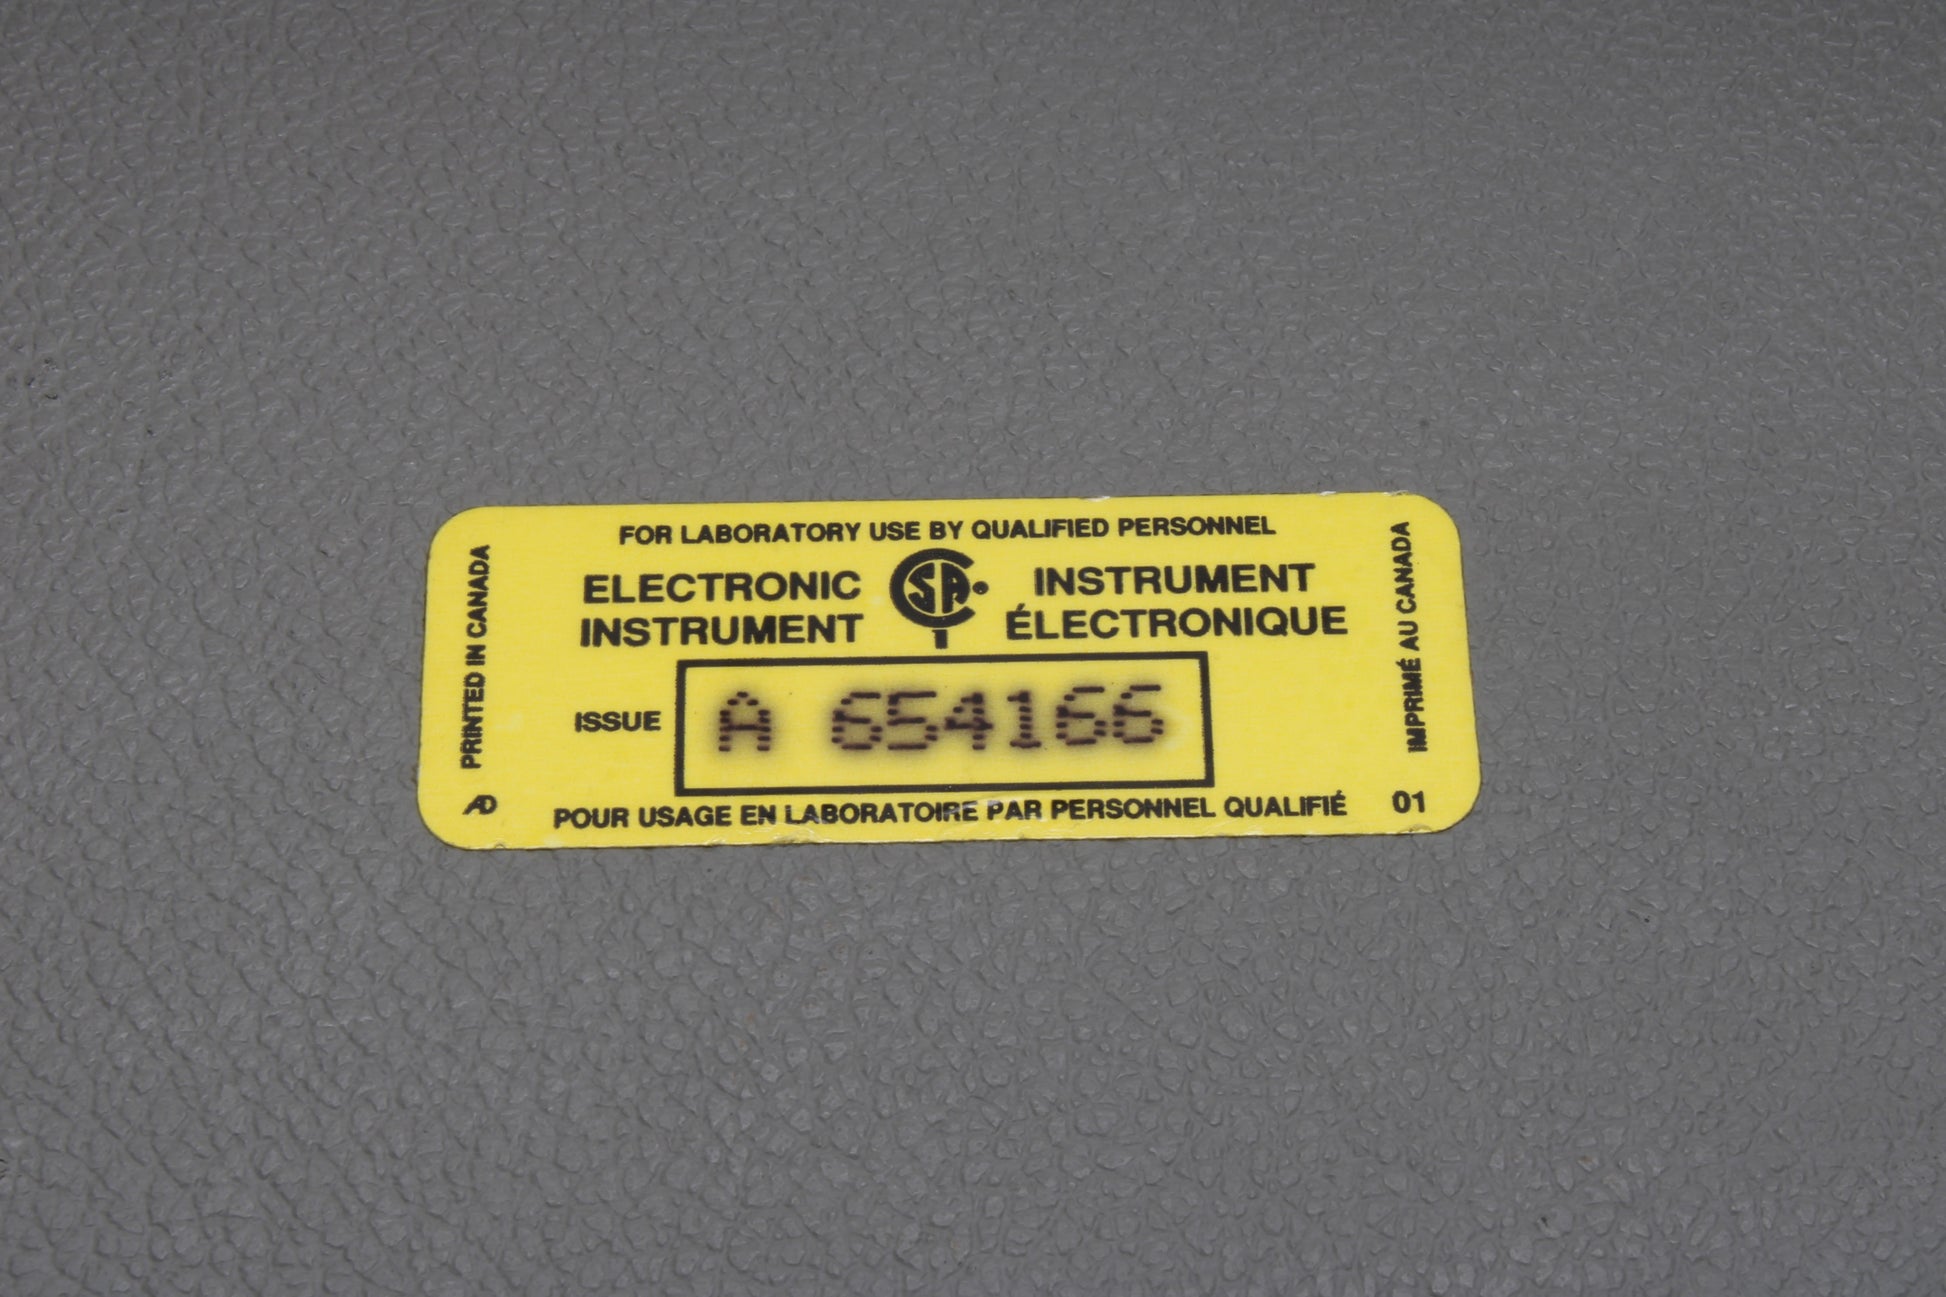 FOR LABORATORY USE BY QUALIFIED PERSONNEL
PRINTED IN CANADA
ELECTRONIC
INSTRUMENT
CSA
INSTRUMENT
ÉLECTRONIQUE
IMPRIMÉ AU CANADA
ISSUE
A 654166
POUR USAGE EN LABORATOIRE PAR PERSONNEL QUALIFIÉ
01